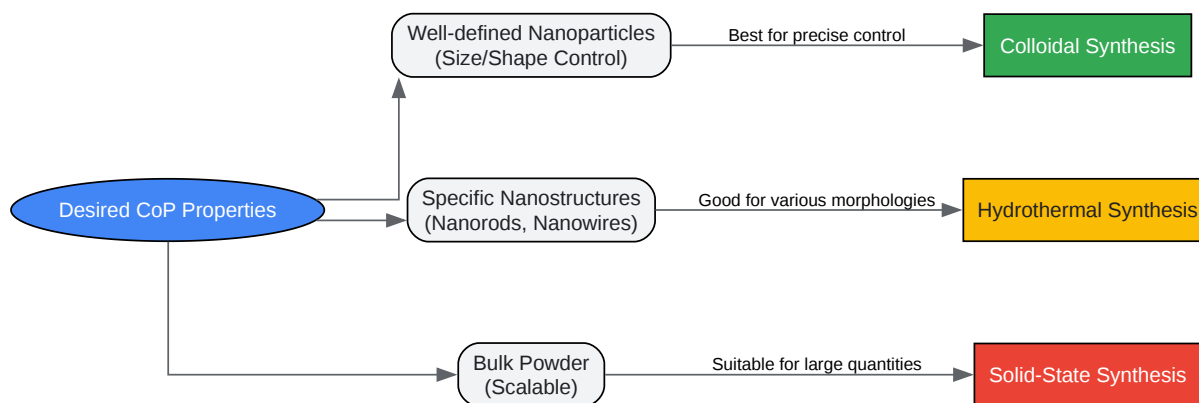 Well-defined Nanoparticles
(Size/Shape Control)
Best for precise control
Colloidal Synthesis
Desired CoP Properties
Specific Nanostructures
(Nanorods, Nanowires)
Good for various morphologies
Hydrothermal Synthesis
Bulk Powder
(Scalable)
Suitable for large quantities
Solid-State Synthesis